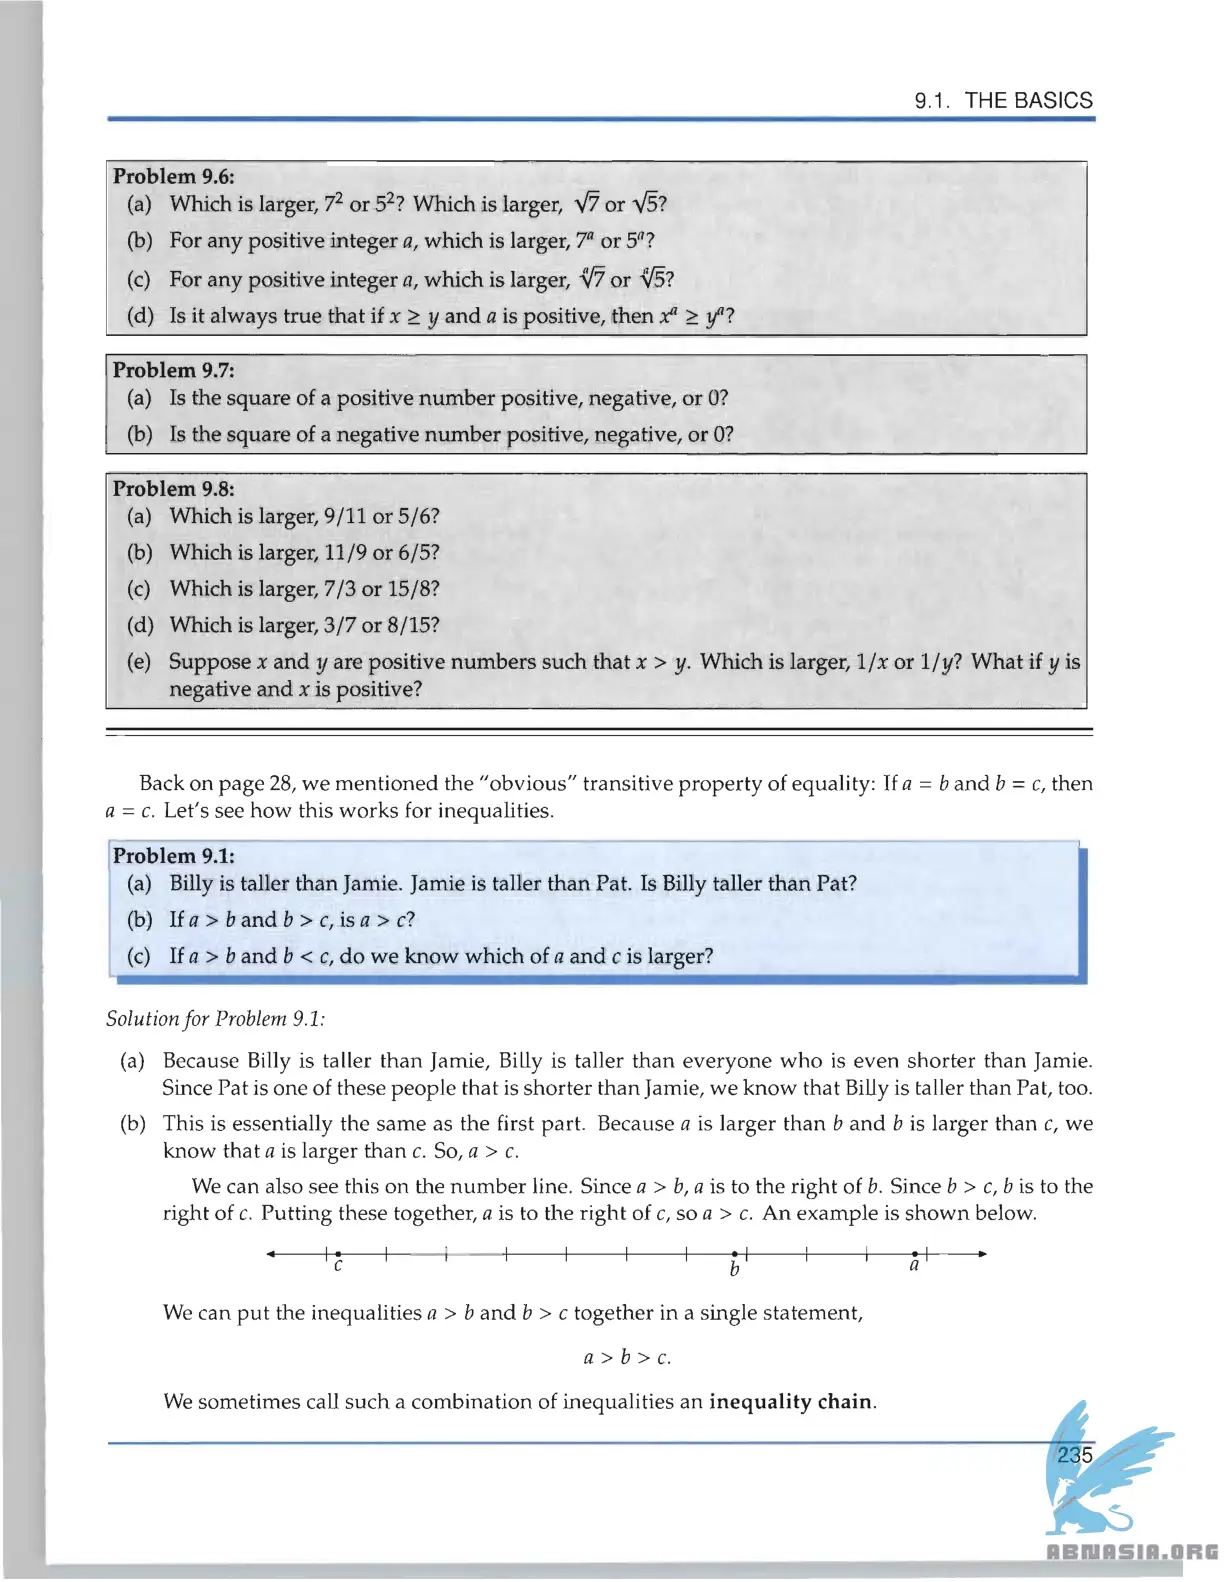 9.1. THE BASICS
Problem 9.6:
(a) Which is larger, 7² or 5²? Which is larger, √7 or √5?
(b) For any positive integer a, which is larger, 7ᵃ or 5ᵃ?
(c) For any positive integer a, which is larger, ᵃ√7 or ᵃ√5?
(d) Is it always true that if x ≥ y and a is positive, then xᵃ ≥ yᵃ?
Problem 9.7:
(a) Is the square of a positive number positive, negative, or 0?
(b) Is the square of a negative number positive, negative, or 0?
Problem 9.8:
(a) Which is larger, 9/11 or 5/6?
(b) Which is larger, 11/9 or 6/5?
(c) Which is larger, 7/3 or 15/8?
(d) Which is larger, 3/7 or 8/15?
(e) Suppose x and y are positive numbers such that x > y. Which is larger, 1/x or 1/y? What if y is
negative and x is positive?
Back on page 28, we mentioned the "obvious" transitive property of equality: If a = b and b = c, then
a = c. Let's see how this works for inequalities.
Problem 9.1:
(a) Billy is taller than Jamie. Jamie is taller than Pat. Is Billy taller than Pat?
(b) If a > b and b > c, is a > c?
(c) If a > b and b < c, do we know which of a and c is larger?
Solution for Problem 9.1:
(a) Because Billy is taller than Jamie, Billy is taller than everyone who is even shorter than Jamie.
Since Pat is one of these people that is shorter than Jamie, we know that Billy is taller than Pat, too.
(b) This is essentially the same as the first part. Because a is larger than b and b is larger than c, we
know that a is larger than c. So, a > c.
We can also see this on the number line. Since a > b, a is to the right of b. Since b > c, b is to the
right of c. Putting these together, a is to the right of c, so a > c. An example is shown below.
c b a
We can put the inequalities a > b and b > c together in a single statement,
a > b > c.
We sometimes call such a combination of inequalities an inequality chain.
235
ABNASIA.ORG